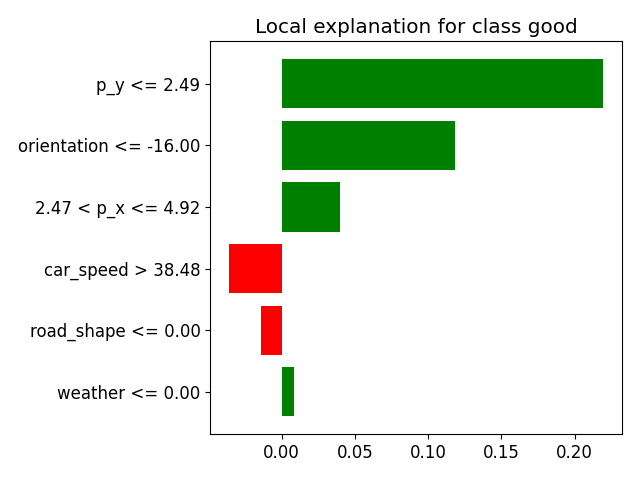 Local explanation for class good
p_y <= 2.49
orientation <= -16.00
2.47 < p_x <= 4.92
car_speed > 38.48
road_shape <= 0.00
weather <= 0.00
0.00 0.05 0.10 0.15 0.20